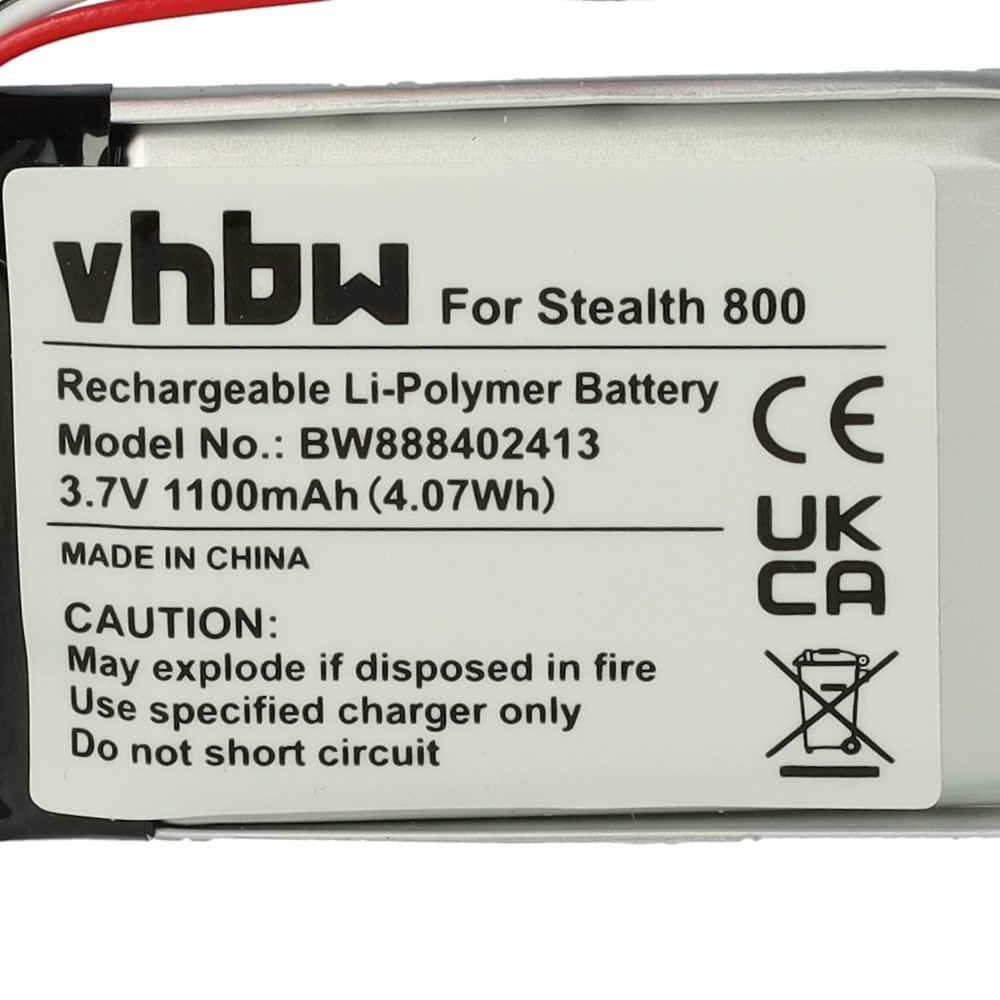 vhbw For Stealth 800
Rechargeable Li-Polymer Battery
Model No.: BW888402413
3.7V 1100mAh (4.07Wh)
CE
UK
CA
MADE IN CHINA
CAUTION:
May explode if disposed in fire
Use specified charger only
Do not short circuit